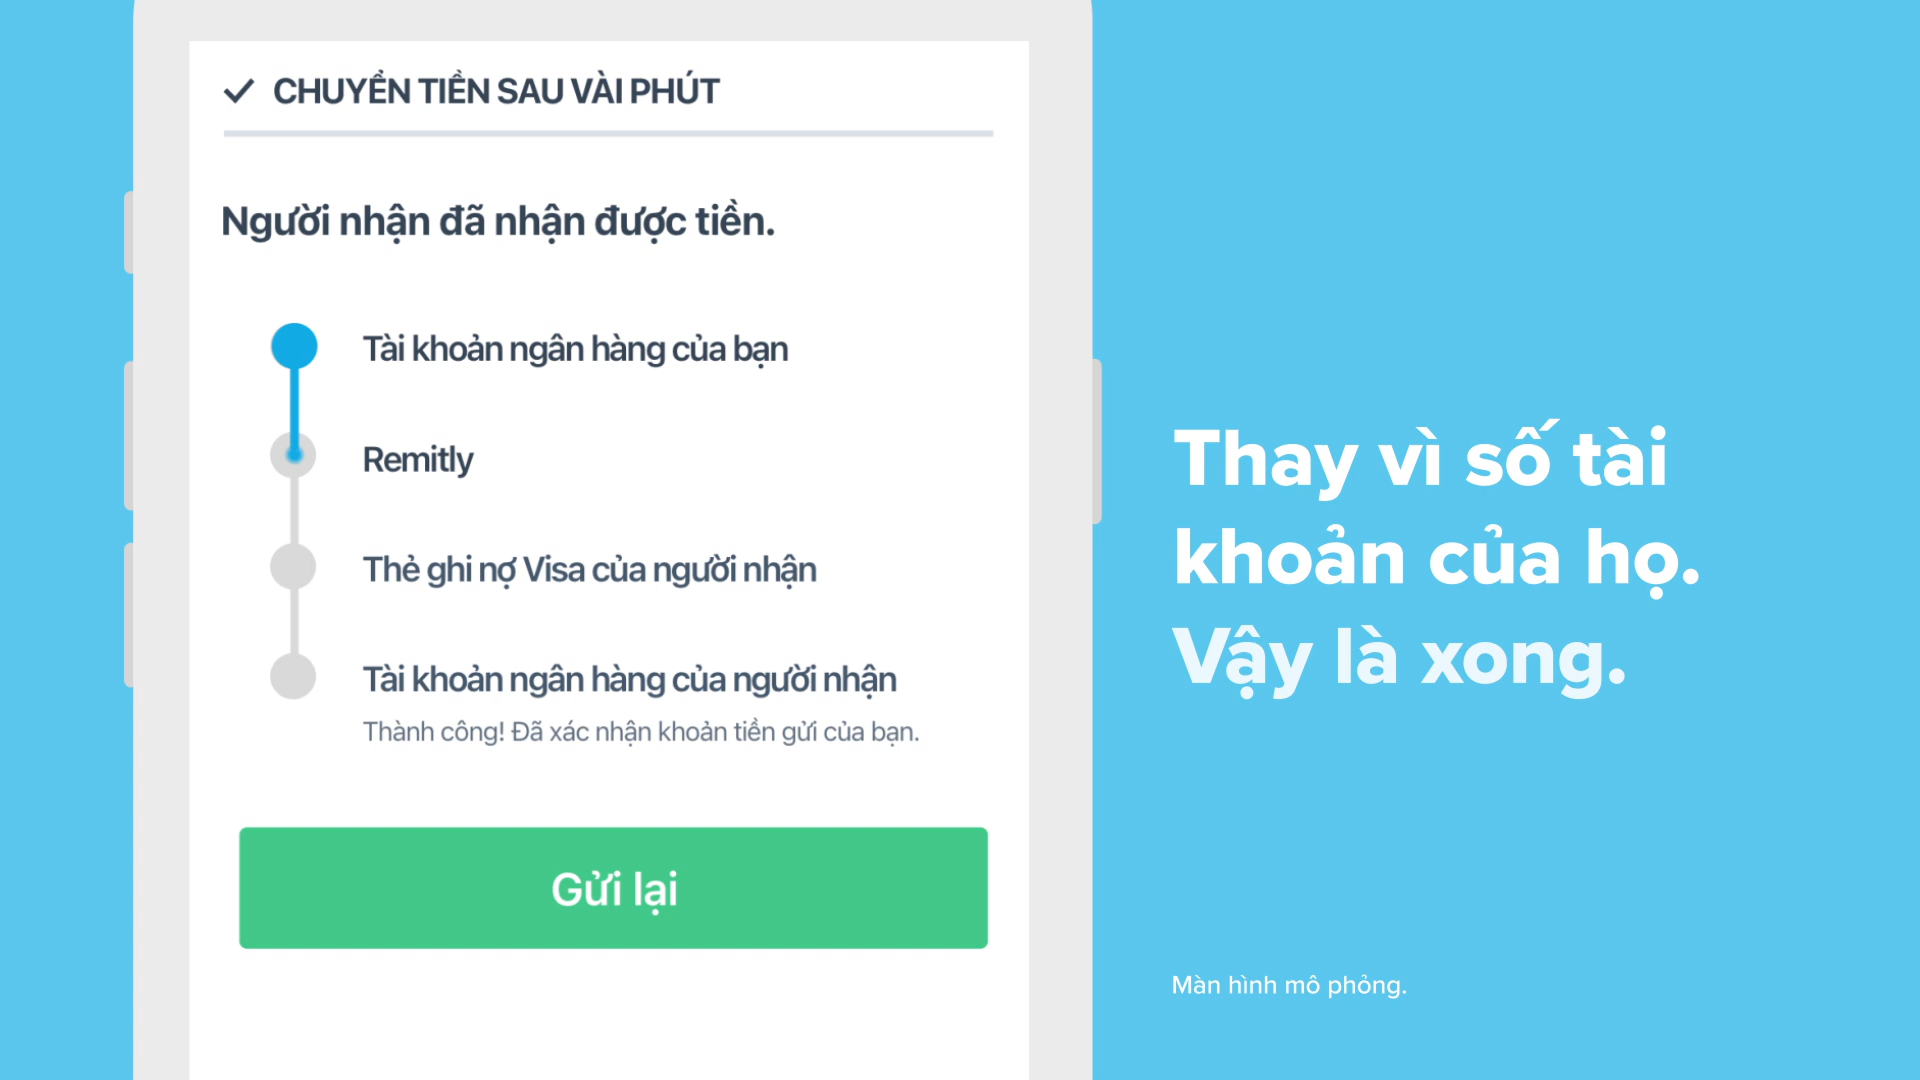 CHUYỂN TIỀN SAU VÀI PHÚT
Người nhận đã nhận được tiền.
Tài khoản ngân hàng của bạn
Remitly
Thẻ ghi nợ Visa của người nhận
Tài khoản ngân hàng của người nhận
Thành công! Đã xác nhận khoản tiền gửi của bạn.
Gửi lại
Thay vì số tài
khoản của họ.
Vậy là xong.
Màn hình mô phỏng.